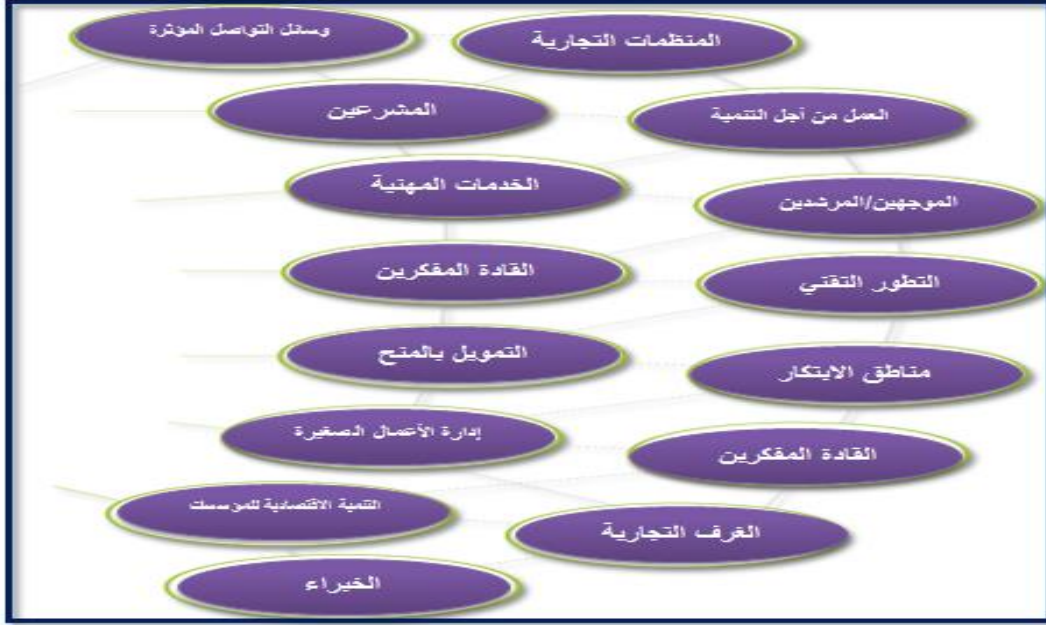 المنظمات التجارية
وسائل التواصل المؤثرة
العمل من أجل التنمية
المشرعين
الموجهين/المرشدين
الخدمات المهنية
التطور التقني
القادة المفكرين
مناطق الابتكار
التمويل بالمنح
القادة المفكرين
إدارة الأعمال الصغيرة
الغرف التجارية
التنمية الاقتصادية للمؤسسات
الخبراء